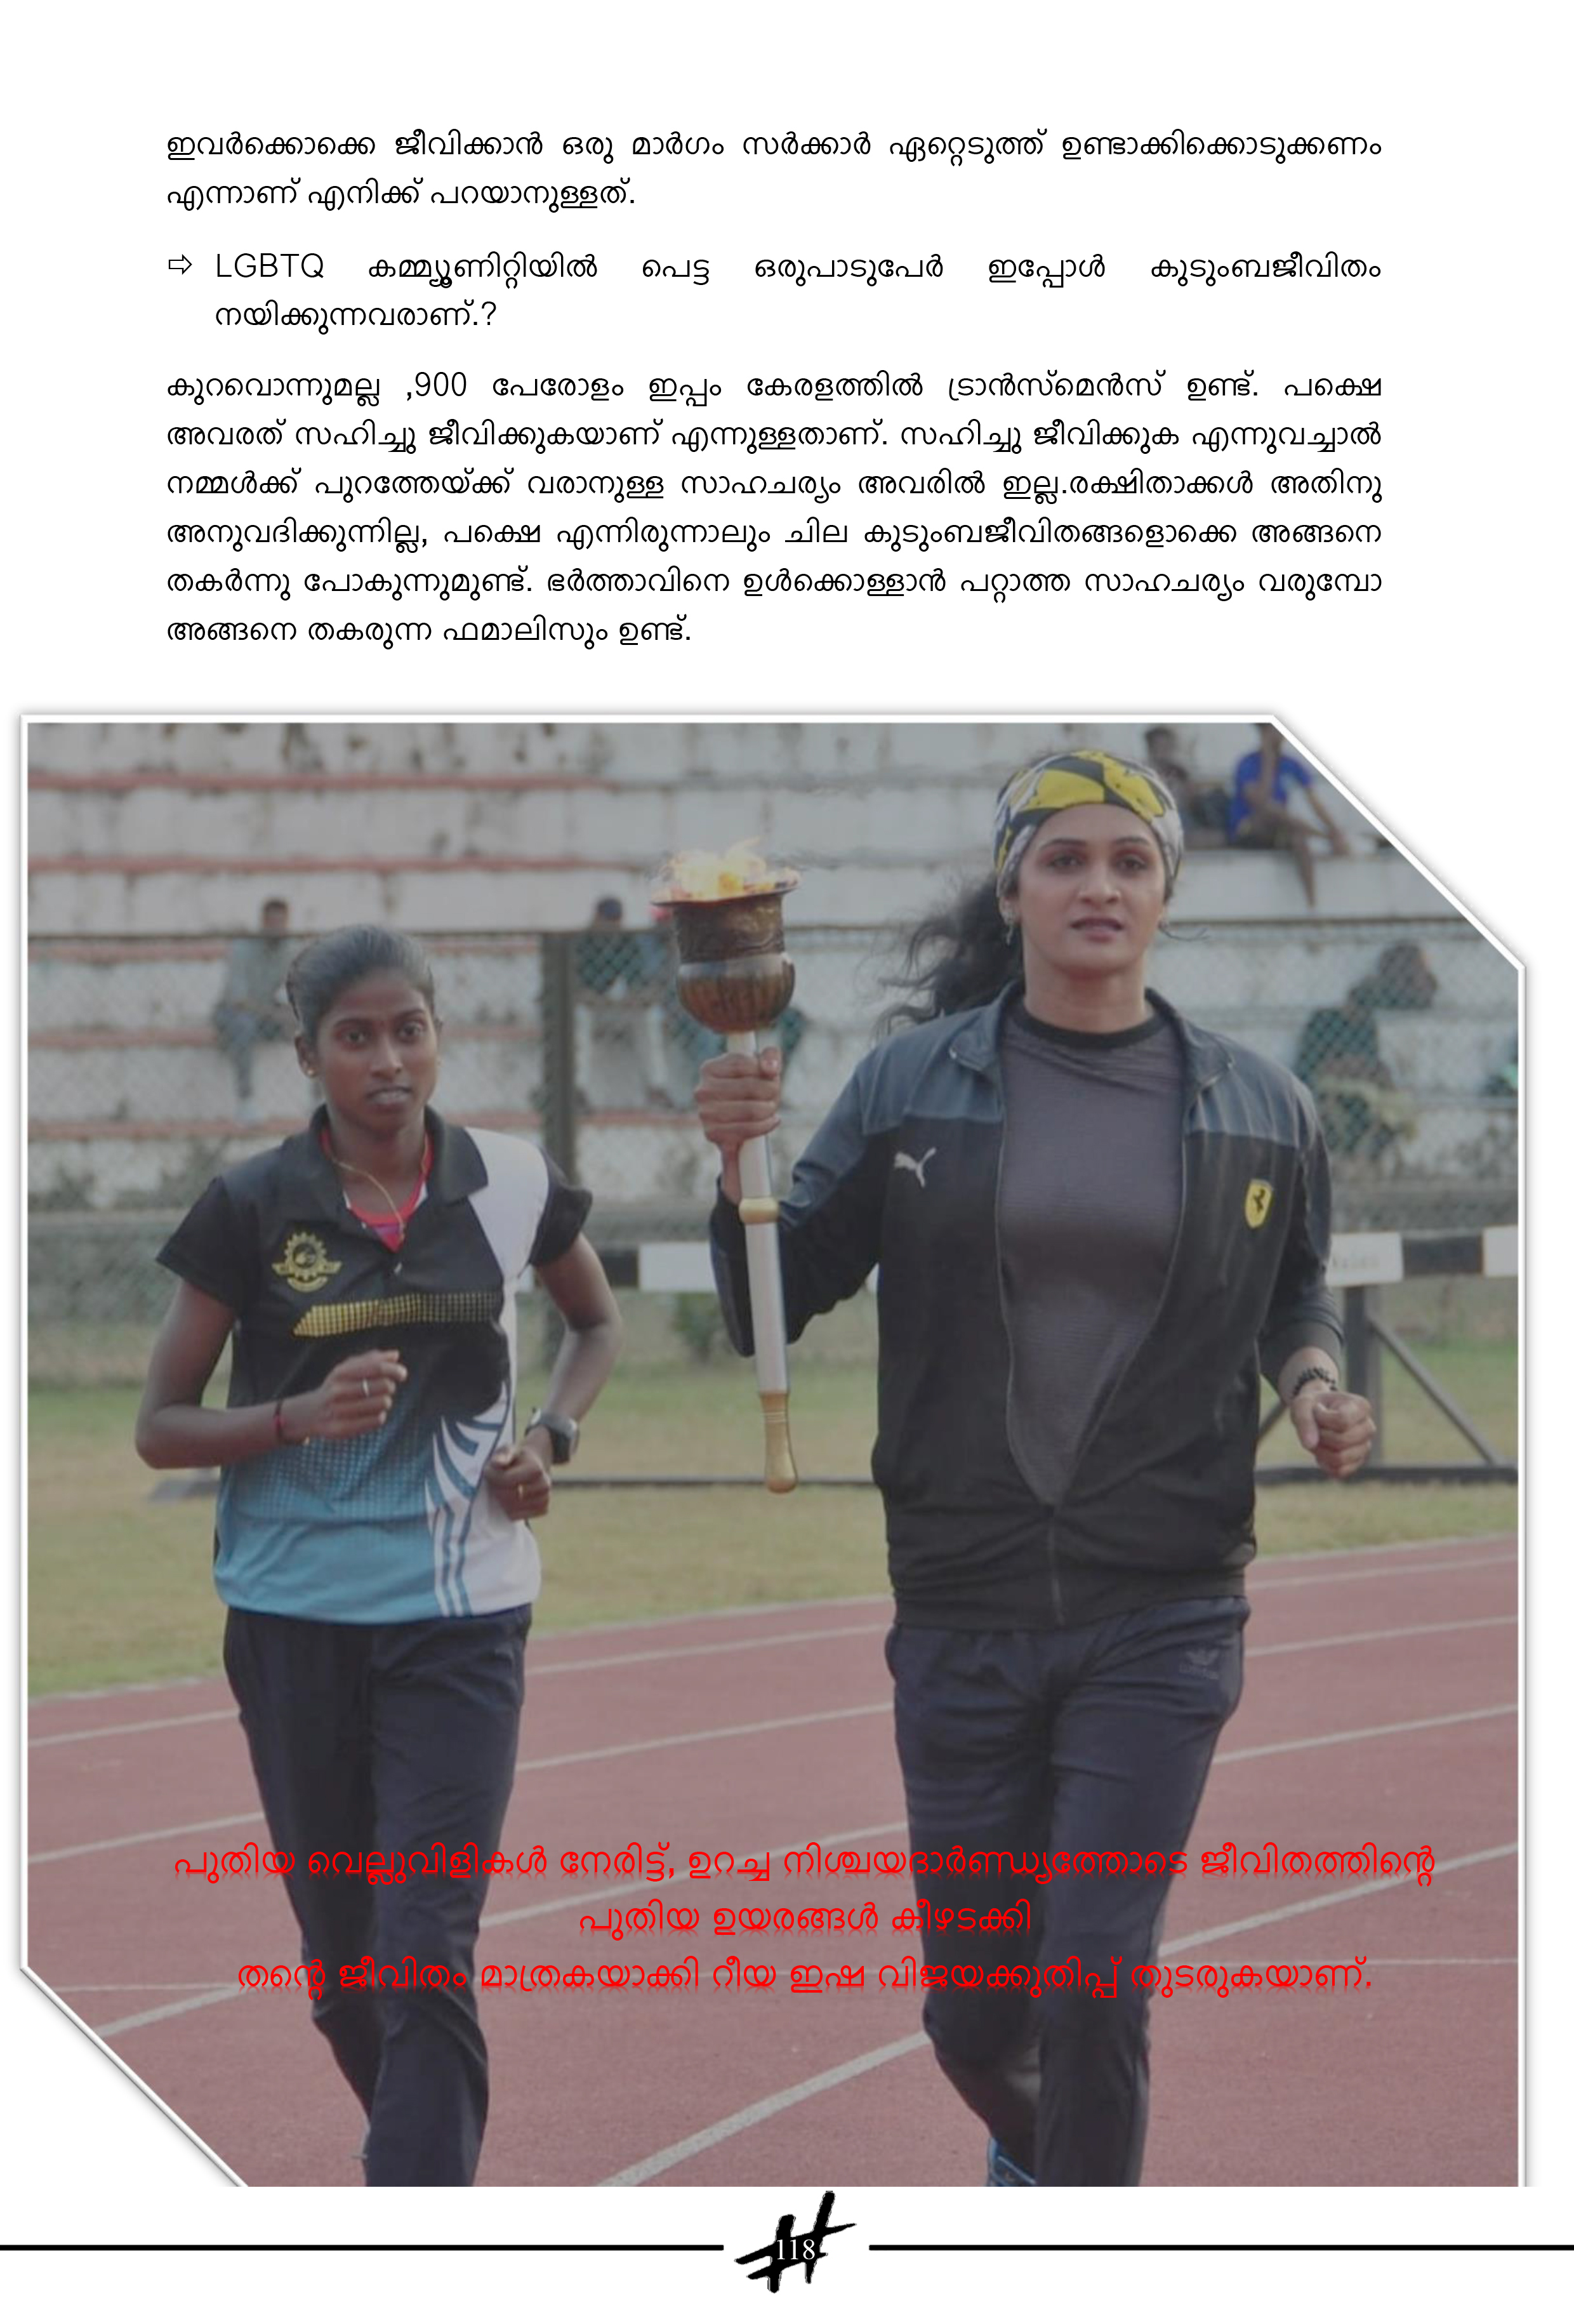 ഇവർക്കൊക്കെ ജീവിക്കാൻ ഒരു മാർഗം സർക്കാർ ഏറ്റെടുത്ത് ഉണ്ടാക്കിക്കൊടുക്കണം
എന്നാണ് എനിക്ക് പറയാനുള്ളത്.
⇨ LGBTQ കമ്മ്യൂണിറ്റിയിൽ പെട്ട ഒരുപാടുപേർ ഇപ്പോൾ കുടുംബജീവിതം
നയിക്കുന്നവരാണ്.?
കുറവൊന്നുമല്ല ,900 പേരോളം ഇപ്പം കേരളത്തിൽ ട്രാൻസ്മെൻസ് ഉണ്ട്. പക്ഷെ
അവരത് സഹിച്ചു ജീവിക്കുകയാണ് എന്നുള്ളതാണ്. സഹിച്ചു ജീവിക്കുക എന്നുവച്ചാൽ
നമ്മൾക്ക് പുറത്തേയ്ക്ക് വരാനുള്ള സാഹചര്യം അവരിൽ ഇല്ല.രക്ഷിതാക്കൾ അതിനു
അനുവദിക്കുന്നില്ല, പക്ഷെ എന്നിരുന്നാലും ചില കുടുംബജീവിതങ്ങളൊക്കെ അങ്ങനെ
തകർന്നു പോകുന്നുമുണ്ട്. ഭർത്താവിനെ ഉൾക്കൊള്ളാൻ പറ്റാത്ത സാഹചര്യം വരുമ്പോ
അങ്ങനെ തകരുന്ന ഫമാലിസും ഉണ്ട്.
പുതിയ വെല്ലുവിളികൾ നേരിട്ട്, ഉറച്ച നിശ്ചയദാർണ്ഡ്യത്തോടെ ജീവിതത്തിന്റെ
പുതിയ ഉയരങ്ങൾ കീഴടക്കി
തന്റെ ജീവിതം മാത്രകയാക്കി റീയ ഇഷ വിജയക്കുതിപ്പ് തുടരുകയാണ്.
118